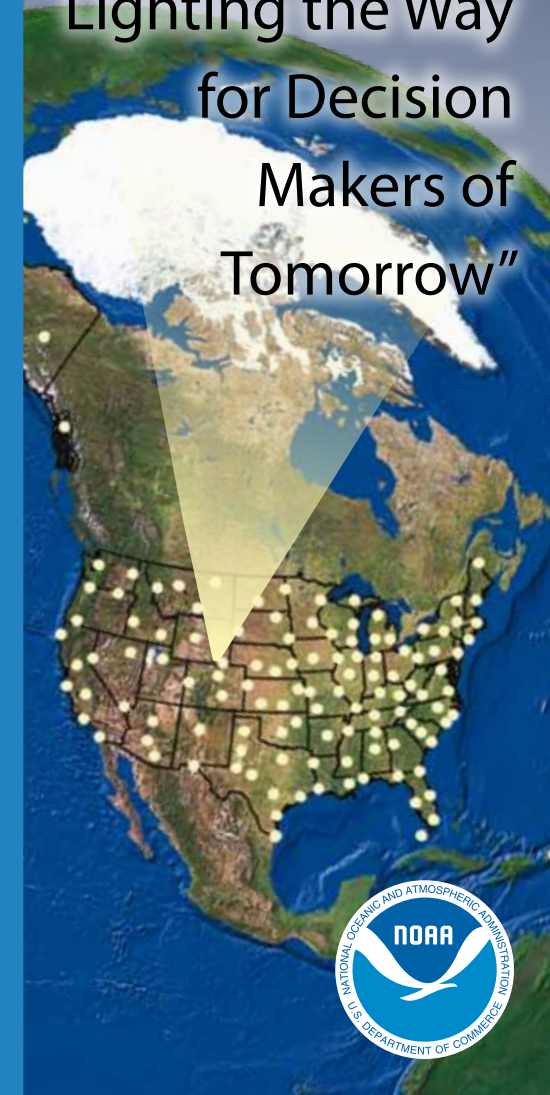 Lighting the Way
for Decision
Makers of
Tomorrow”
NOAA
NATIONAL OCEANIC AND ATMOSPHERIC ADMINISTRATION
U.S. DEPARTMENT OF COMMERCE